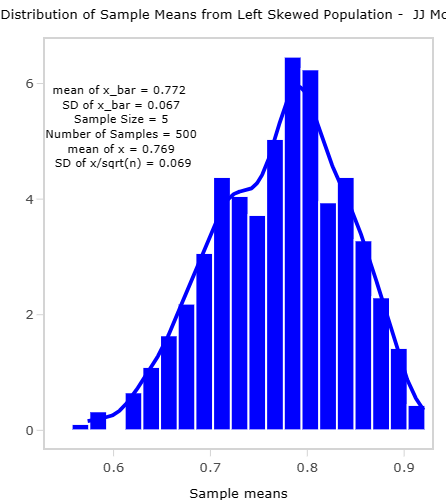 Distribution of Sample Means from Left Skewed Population - JJ
mean of x_bar = 0.772
SD of x_bar = 0.067
Sample Size = 5
Number of Samples = 500
mean of x = 0.769
SD of x/sqrt(n) = 0.069
6
4
2
0
0.6 0.7 0.8 0.9
Sample means